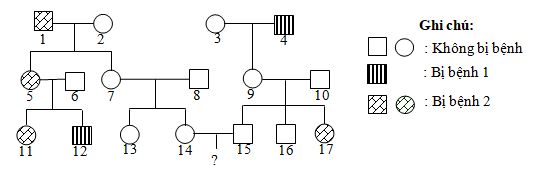 Ghi chú:
1 2 3 4 : Không bị bệnh
5 6 7 8 9 10 : Bị bệnh 1
11 12 13 14 ? 15 16 17 : Bị bệnh 2